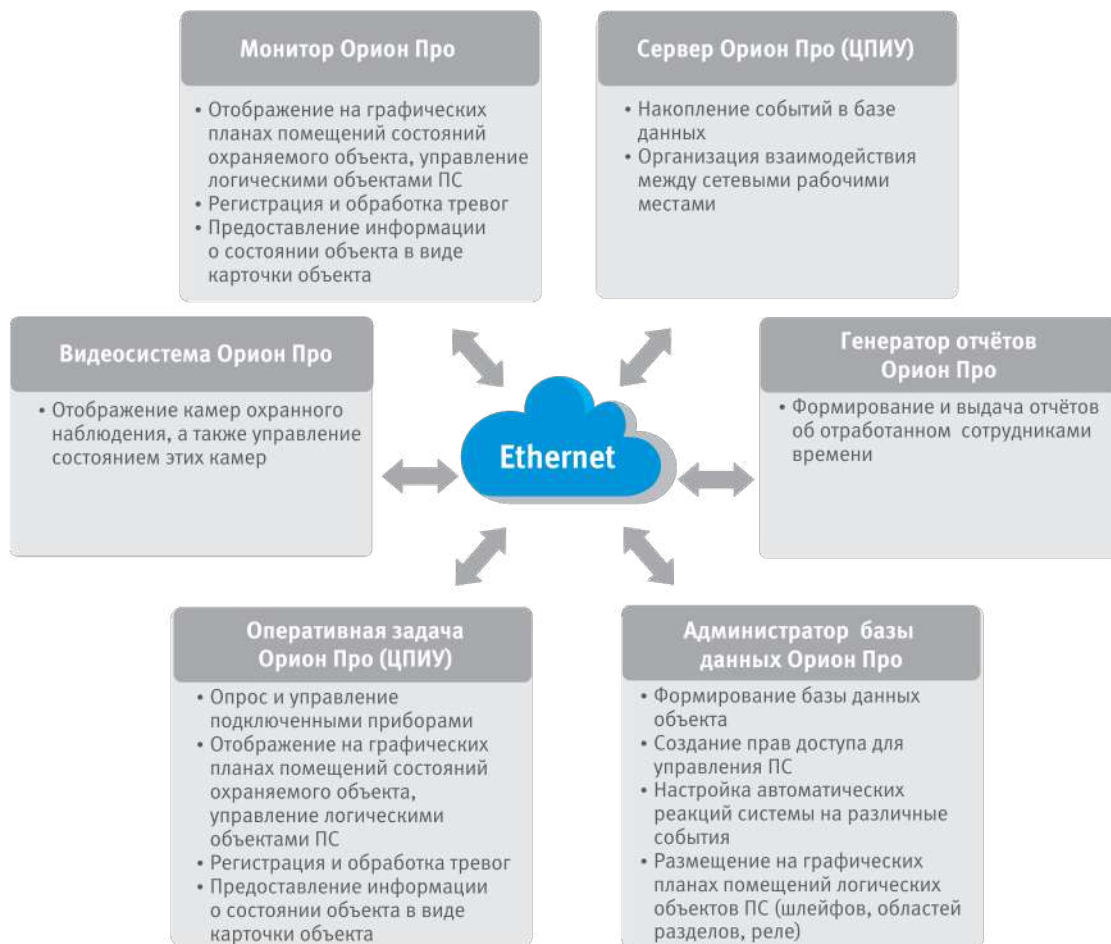 Монитор Орион Про
• Отображение на графических
планах помещений состояний
охраняемого объекта, управление
логическими объектами ПС
• Регистрация и обработка тревог
• Предоставление информации
о состоянии объекта в виде
карточки объекта
Сервер Орион Про (ЦПИУ)
• Накопление событий в базе
данных
• Организация взаимодействия
между сетевыми рабочими
местами
Видеосистема Орион Про
• Отображение камер охранного
наблюдения, а также управление
состоянием этих камер
Ethernet
Генератор отчётов
Орион Про
• Формирование и выдача отчётов
об отработанном сотрудниками
времени
Оперативная задача
Орион Про (ЦПИУ)
• Опрос и управление
подключенными приборами
• Отображение на графических
планах помещений состояний
охраняемого объекта,
управление логическими
объектами ПС
• Регистрация и обработка тревог
• Предоставление информации
о состоянии объекта в виде
карточки объекта
Администратор базы
данных Орион Про
• Формирование базы данных
объекта
• Создание прав доступа для
управления ПС
• Настройка автоматических
реакций системы на различные
события
• Размещение на графических
планах помещений логических
объектов ПС (шлейфов, областей
разделов, реле)